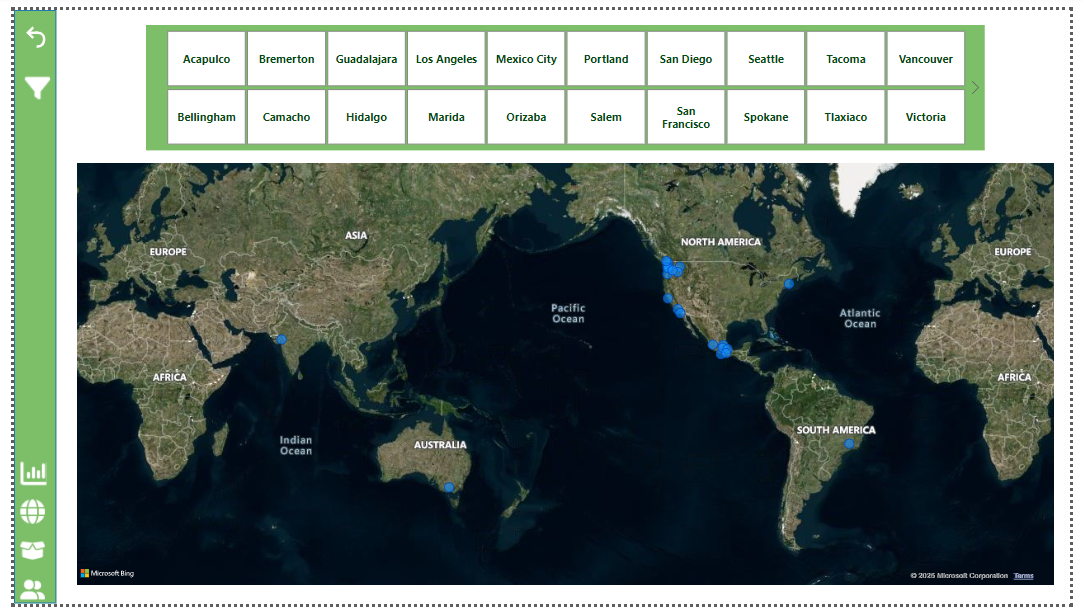 Acapulco
Bremerton
Guadalajara
Los Angeles
Mexico City
Portland
San Diego
Seattle
Tacoma
Vancouver
Bellingham
Camacho
Hidalgo
Marida
Orizaba
Salem
San
Francisco
Spokane
Tlaxiaco
Victoria
EUROPE
ASIA
NORTH AMERICA
EUROPE
Pacific
Ocean
Atlantic
Ocean
AFRICA
AFRICA
SOUTH AMERICA
Indian
Ocean
AUSTRALIA
Microsoft Bing
© 2025 Microsoft Corporation Terms